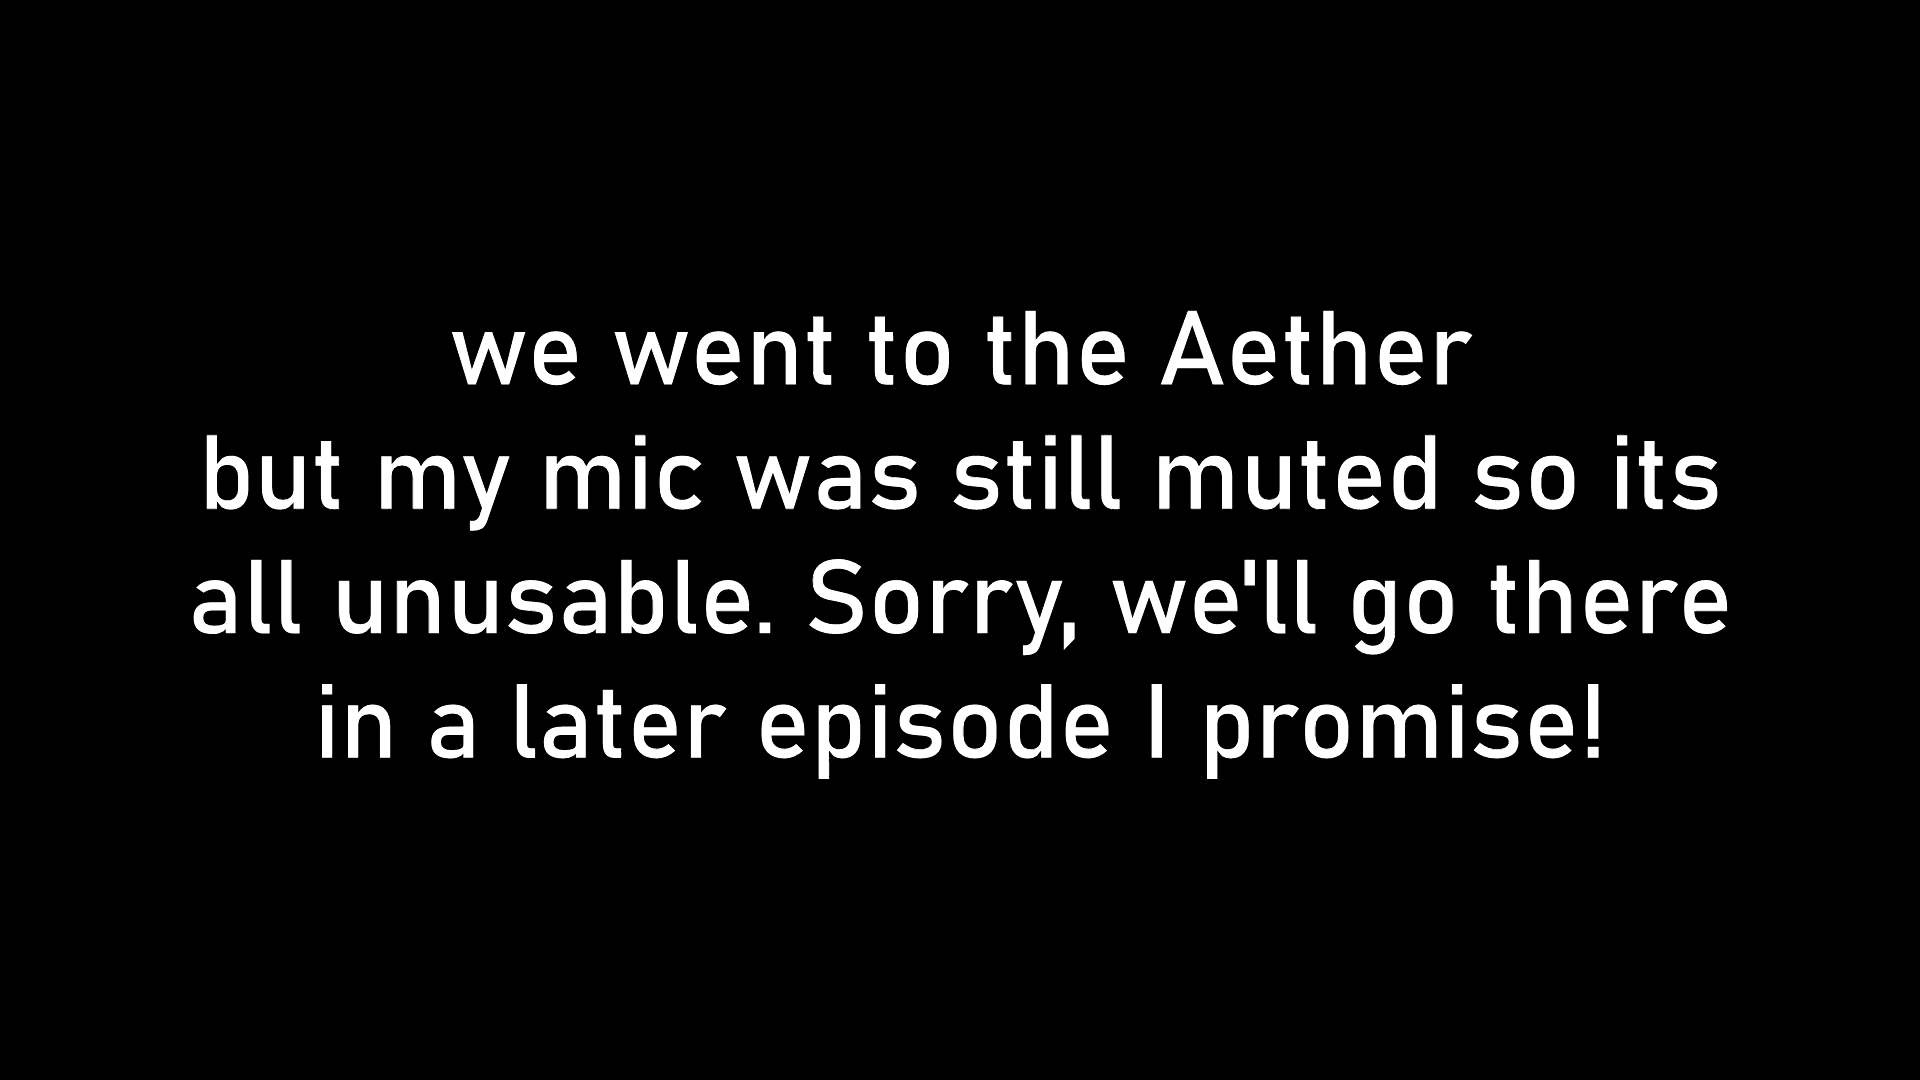 we went to the Aether
but my mic was still muted so its
all unusable. Sorry, we'll go there
in a later episode I promise!